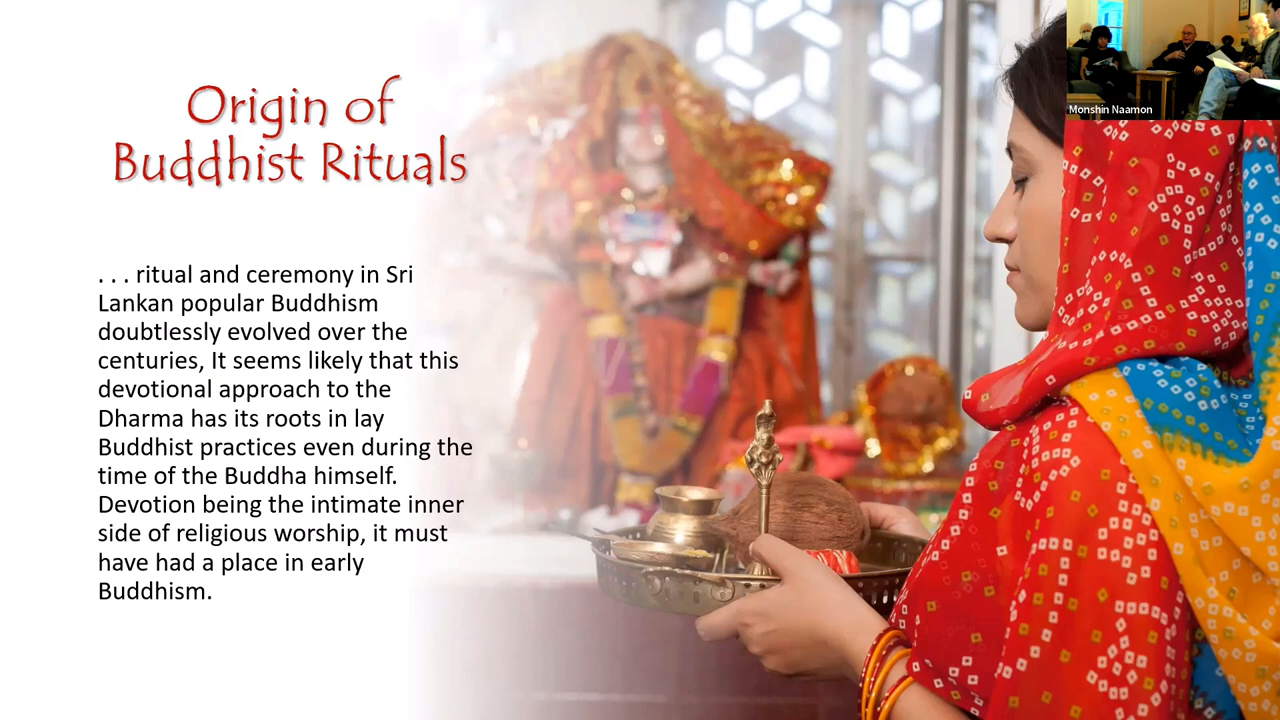 Origin of
Buddhist Rituals
. . . ritual and ceremony in Sri
Lankan popular Buddhism
doubtlessly evolved over the
centuries, It seems likely that this
devotional approach to the
Dharma has its roots in lay
Buddhist practices even during the
time of the Buddha himself.
Devotion being the intimate inner
side of religious worship, it must
have had a place in early
Buddhism.
Monshin Naamon